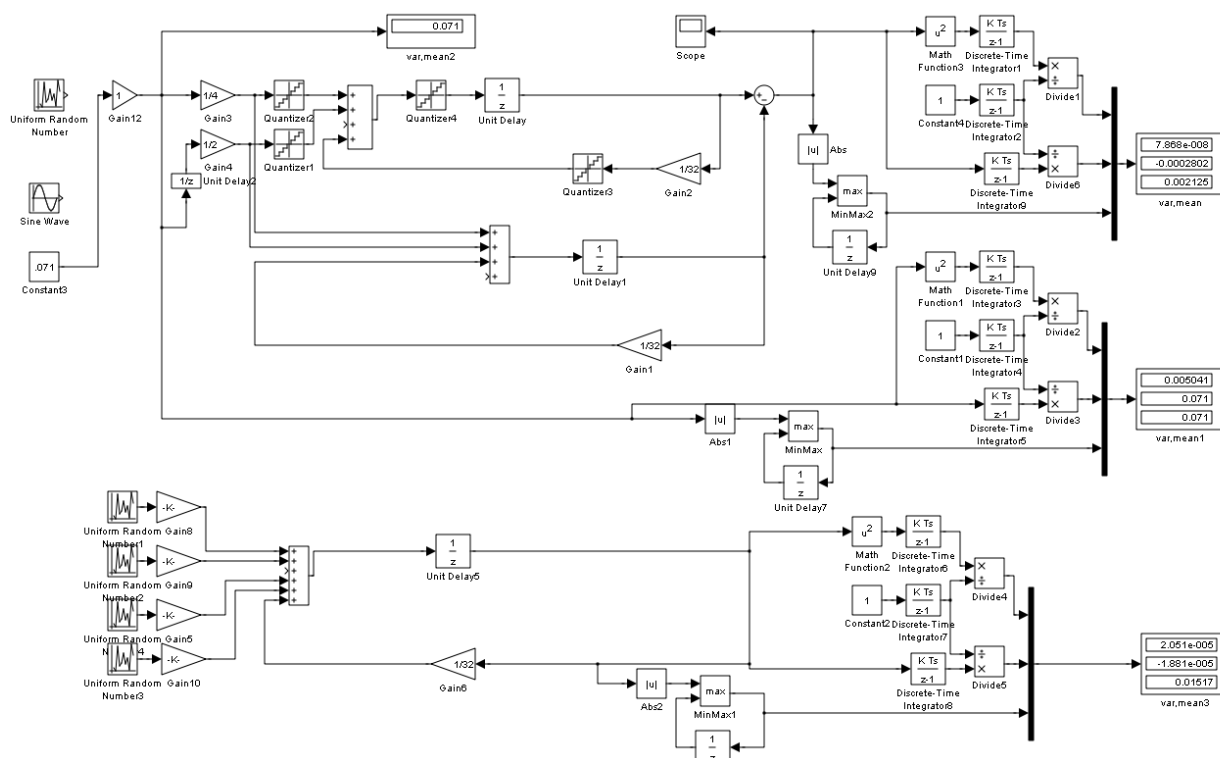 0.071
var,mean2
Scope
u²
Math
Function3
K Ts
z-1
Discrete-Time
Integrator1
×
÷
Divide1
Uniform Random
Number
1
Gain12
1/4
Gain3
Quantizer2
+
+
+
+
Quantizer4
1
z
Unit Delay
+
−
1
Constant4
K Ts
z-1
Discrete-Time
Integrator2
1/2
Gain4
Quantizer1
Unit Delay2
1/z
Quantizer3
1/32
Gain2
|u|
Abs
max
MinMax2
1
z
Unit Delay9
K Ts
z-1
Discrete-Time
Integrator9
÷
×
Divide6
7.868e-008
-0.0002802
0.002125
var,mean
Sine Wave
.071
Constant3
+
+
+
+
1
z
Unit Delay1
1/32
Gain1
u²
Math
Function1
K Ts
z-1
Discrete-Time
Integrator3
×
÷
Divide2
1
Constant1
K Ts
z-1
Discrete-Time
Integrator4
K Ts
z-1
Discrete-Time
Integrator5
÷
×
Divide3
0.005041
0.071
0.071
var,mean1
|u|
Abs1
max
MinMax
1
z
Unit Delay7
Uniform Random
Number1
-K-
Gain8
Uniform Random
Number2
-K-
Gain9
Uniform Random
-K-
Gain5
Uniform Random
Number3
-K-
Gain10
+
+
+
+
+
+
1
z
Unit Delay5
1/32
Gain6
|u|
Abs2
max
MinMax1
1
z
u²
Math
Function2
K Ts
z-1
Discrete-Time
Integrator6
×
÷
Divide4
1
Constant2
K Ts
z-1
Discrete-Time
Integrator7
K Ts
z-1
Discrete-Time
Integrator8
÷
×
Divide5
2.051e-005
-1.881e-005
0.01517
var,mean3